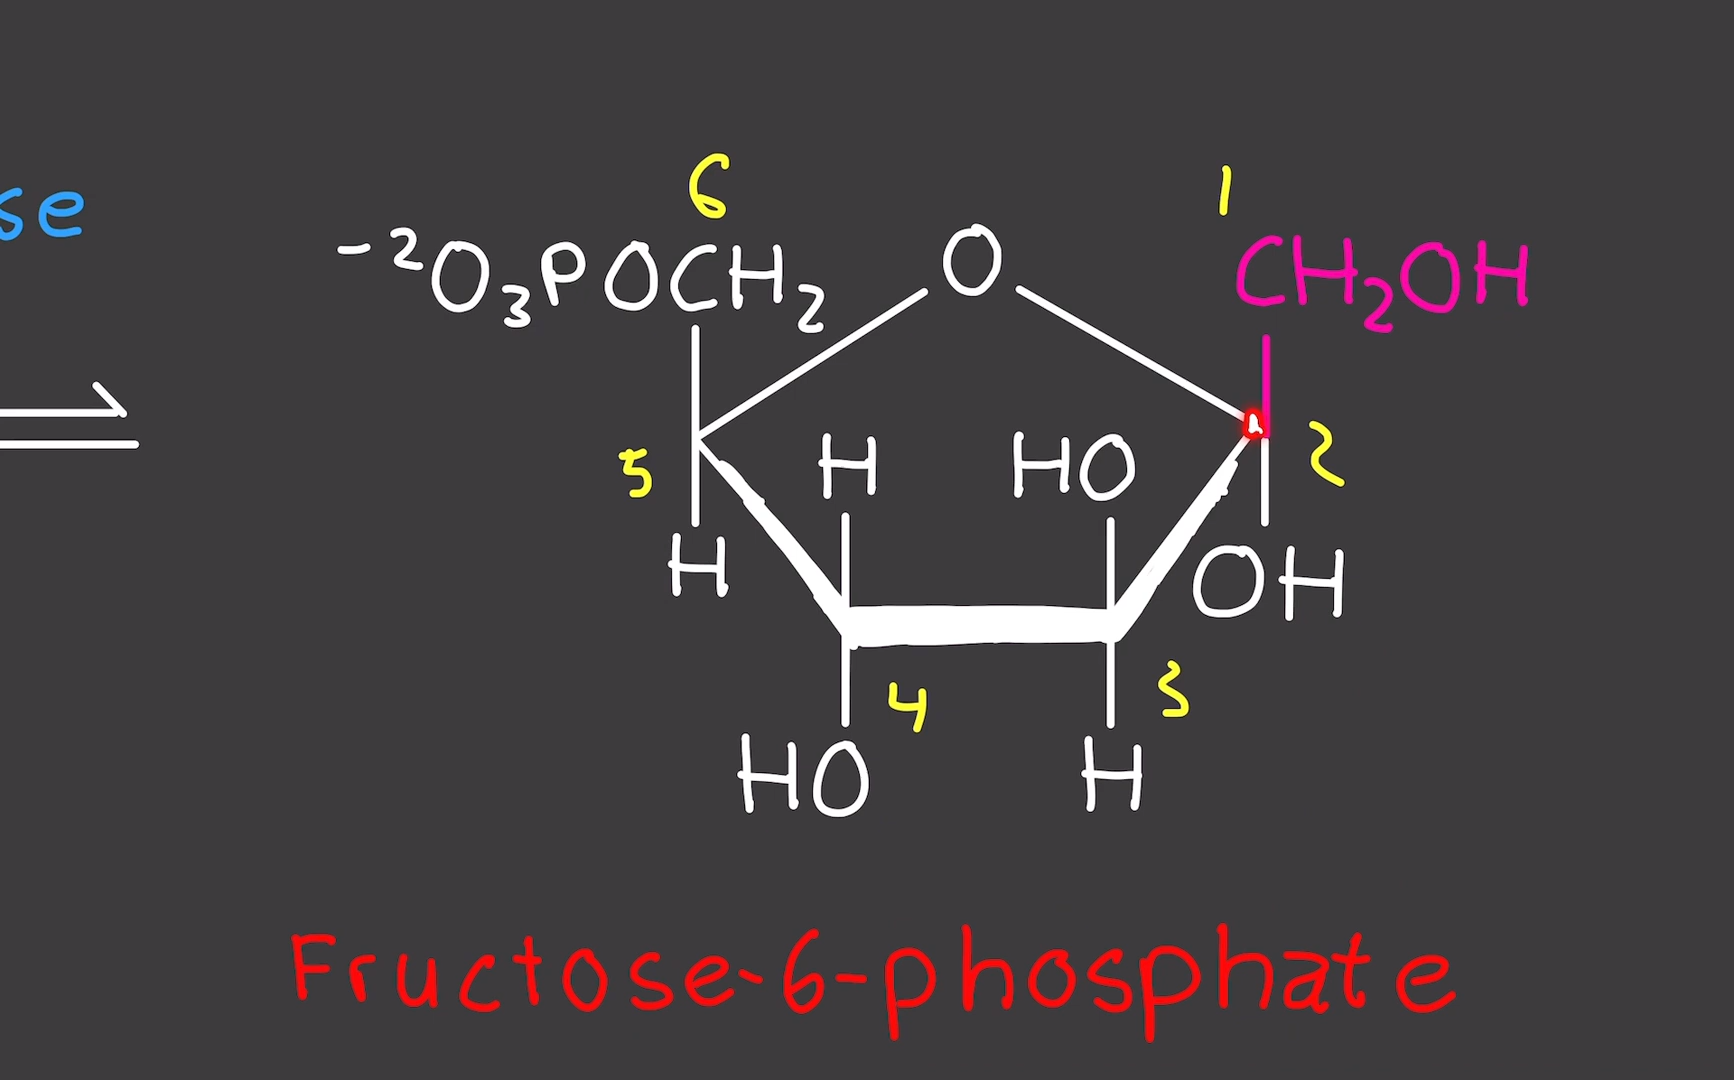 6 1
se
-2O3POCH2 O CH2OH
5 H HO 2
H OH
4 3
HO H
Fructose-6-phosphate